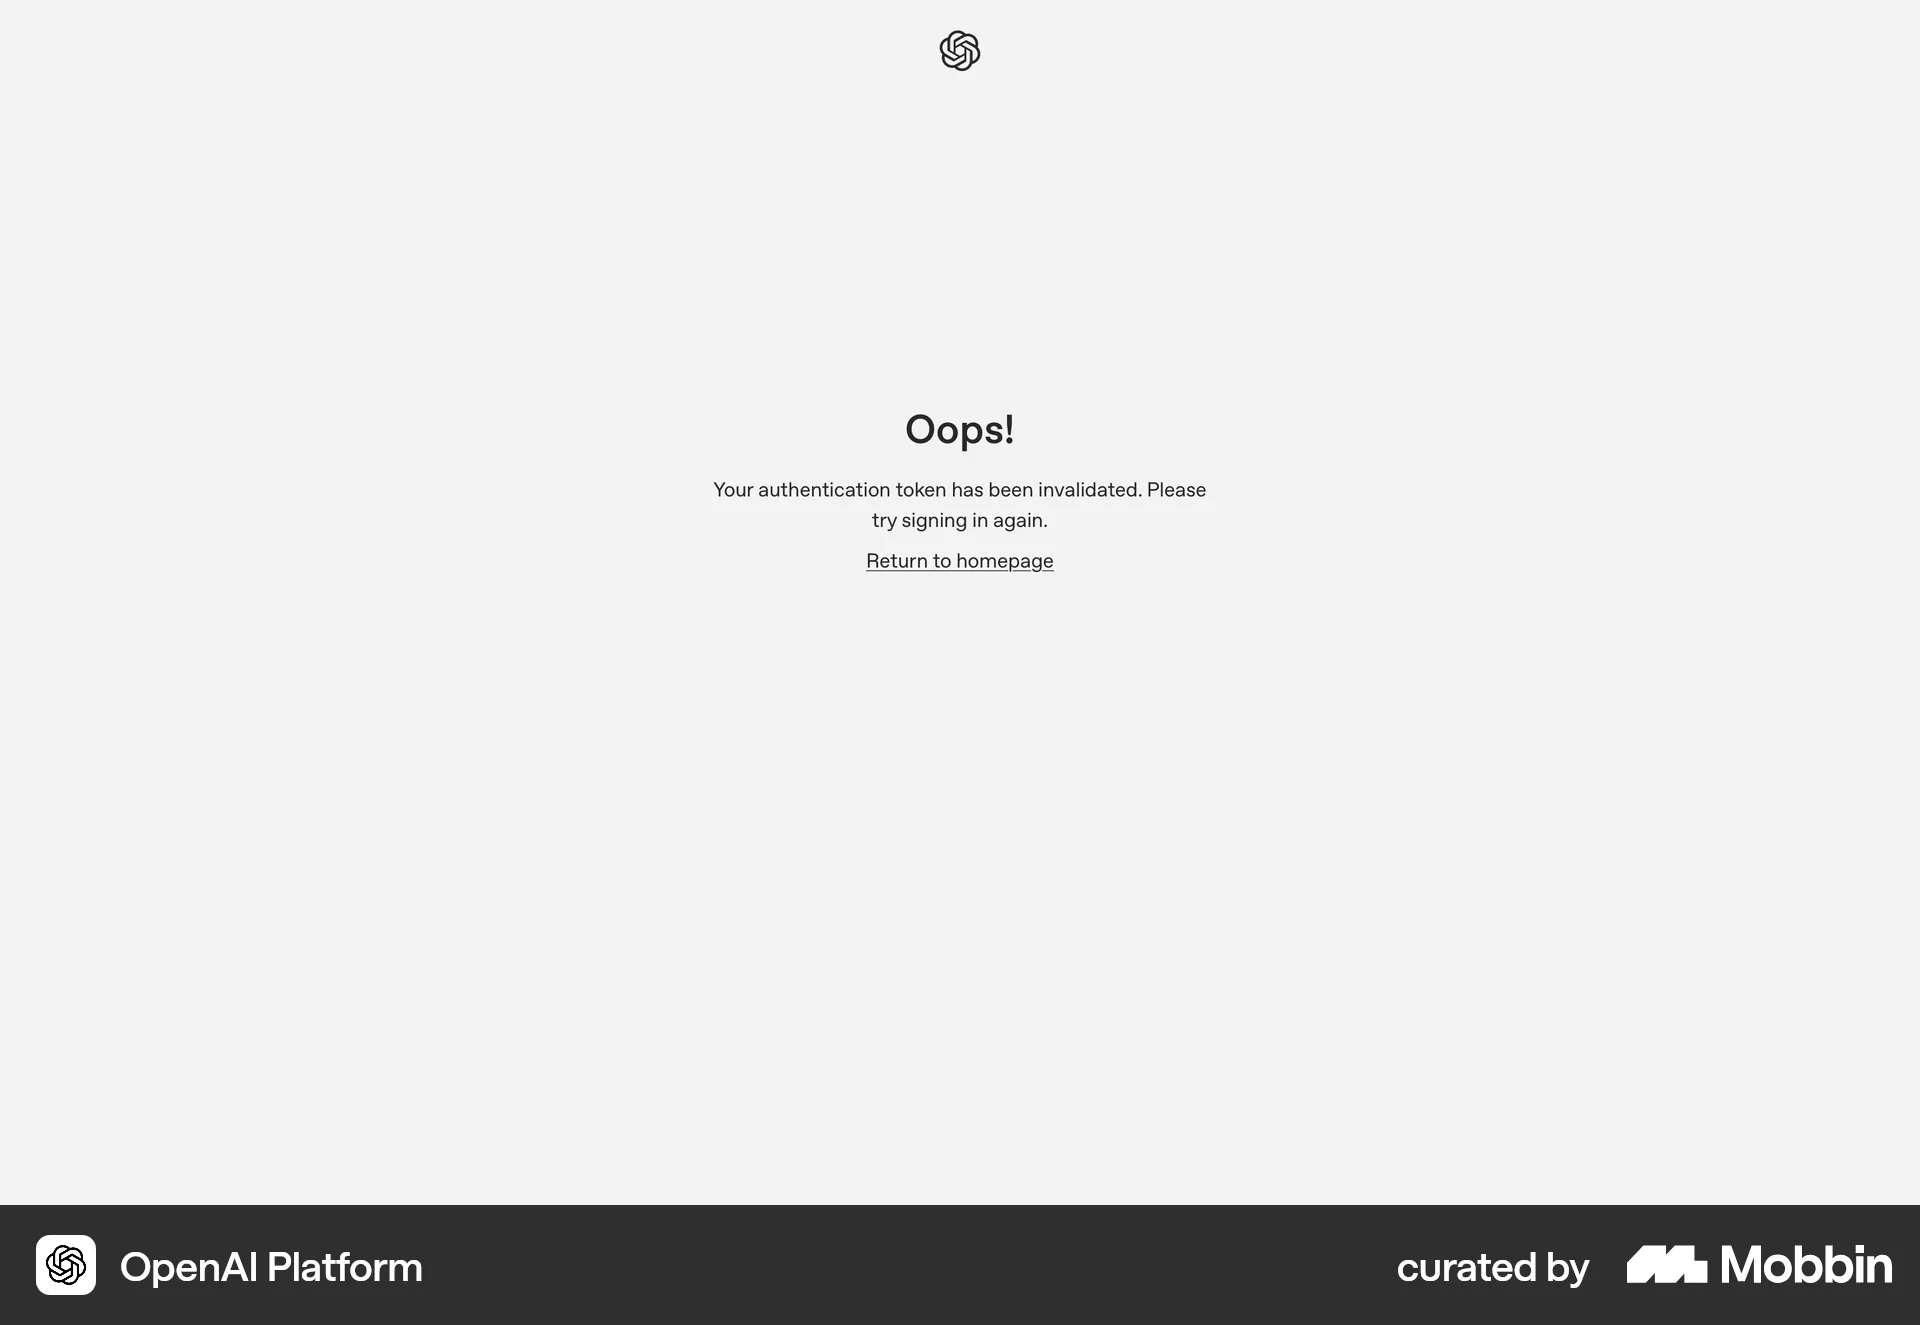 Oops!
Your authentication token has been invalidated. Please
try signing in again.
Return to homepage
OpenAI Platform
curated by Mobbin